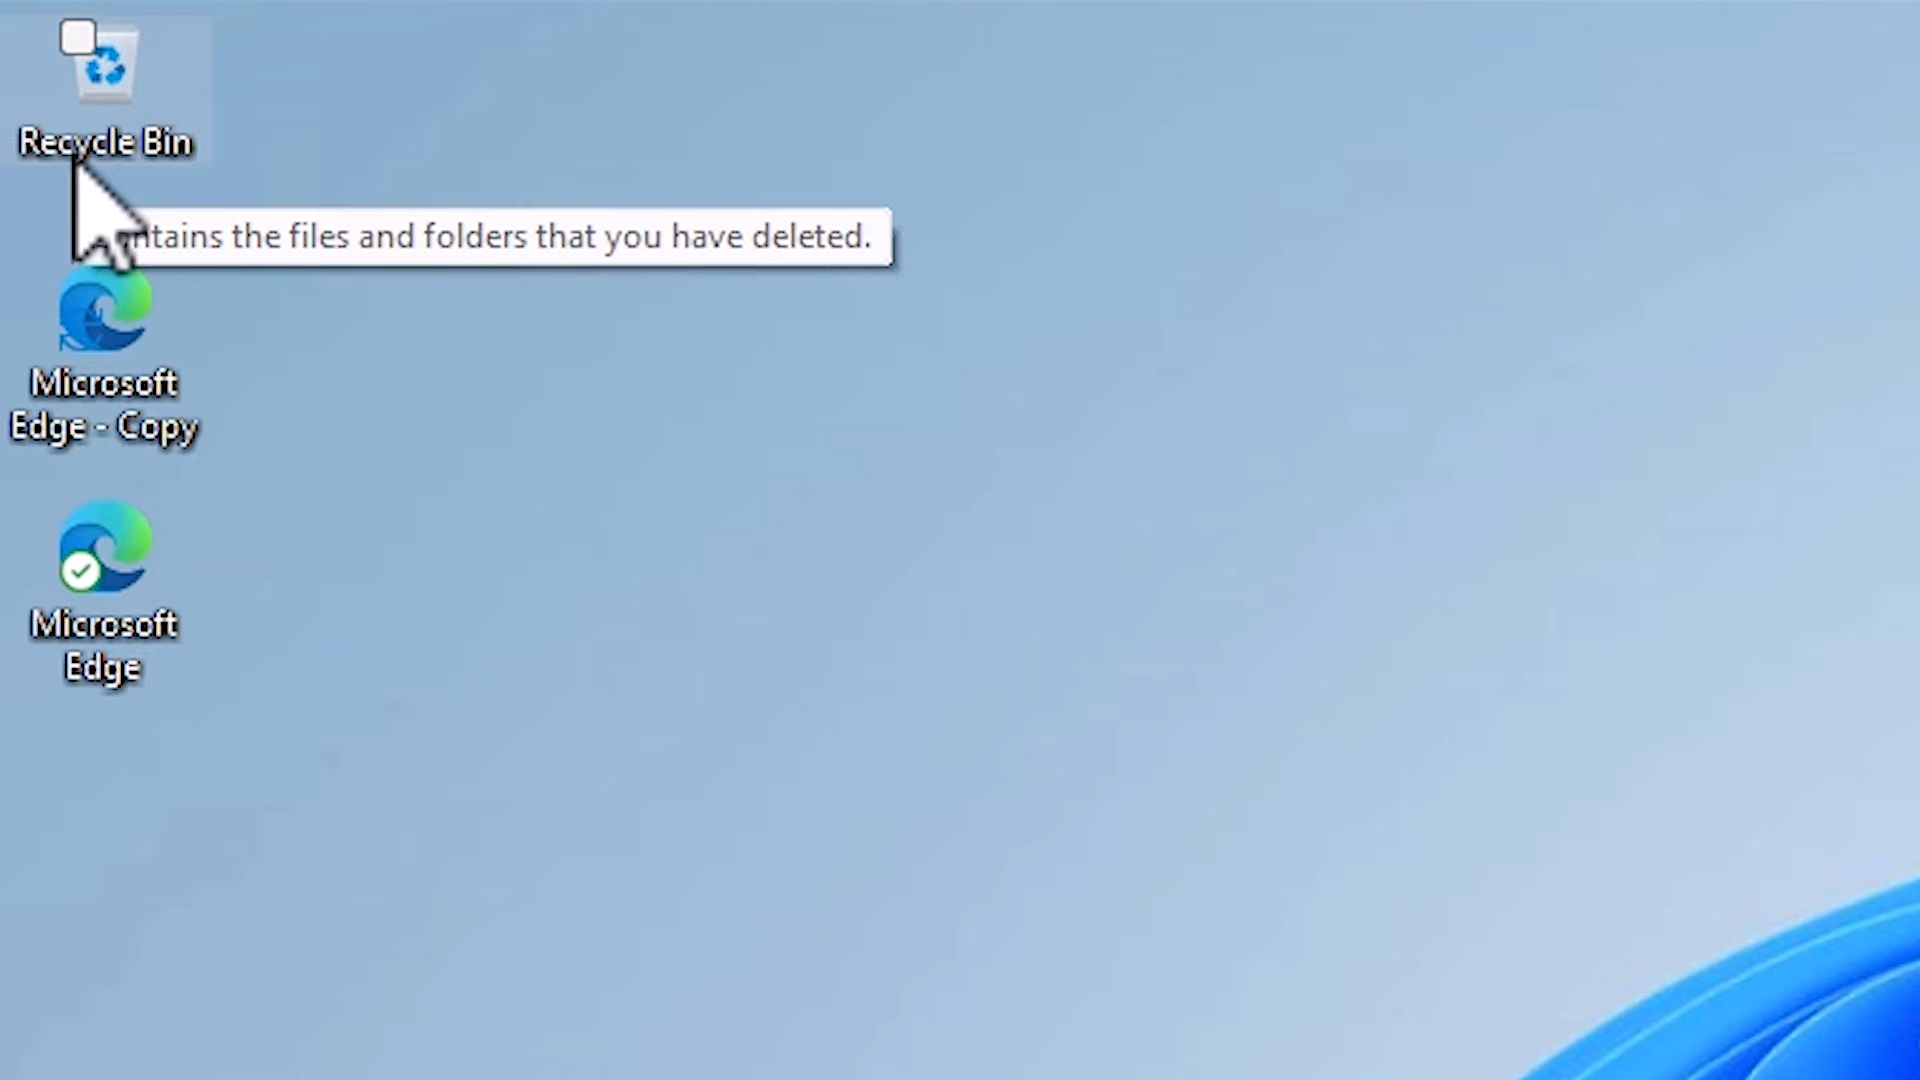 Recycle Bin
ntains the files and folders that you have deleted.
Microsoft
Edge - Copy
Microsoft
Edge